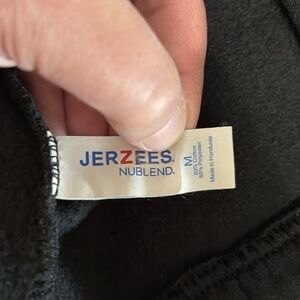 JERZEES.
NUBLEND.
M
50% Cotton
50% Polyester
Made in Honduras